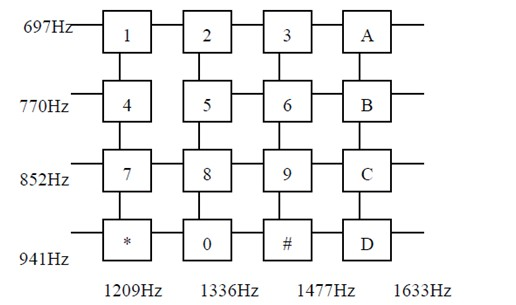 697Hz 1 2 3 A
770Hz 4 5 6 B
852Hz 7 8 9 C
941Hz * 0 # D
1209Hz 1336Hz 1477Hz 1633Hz